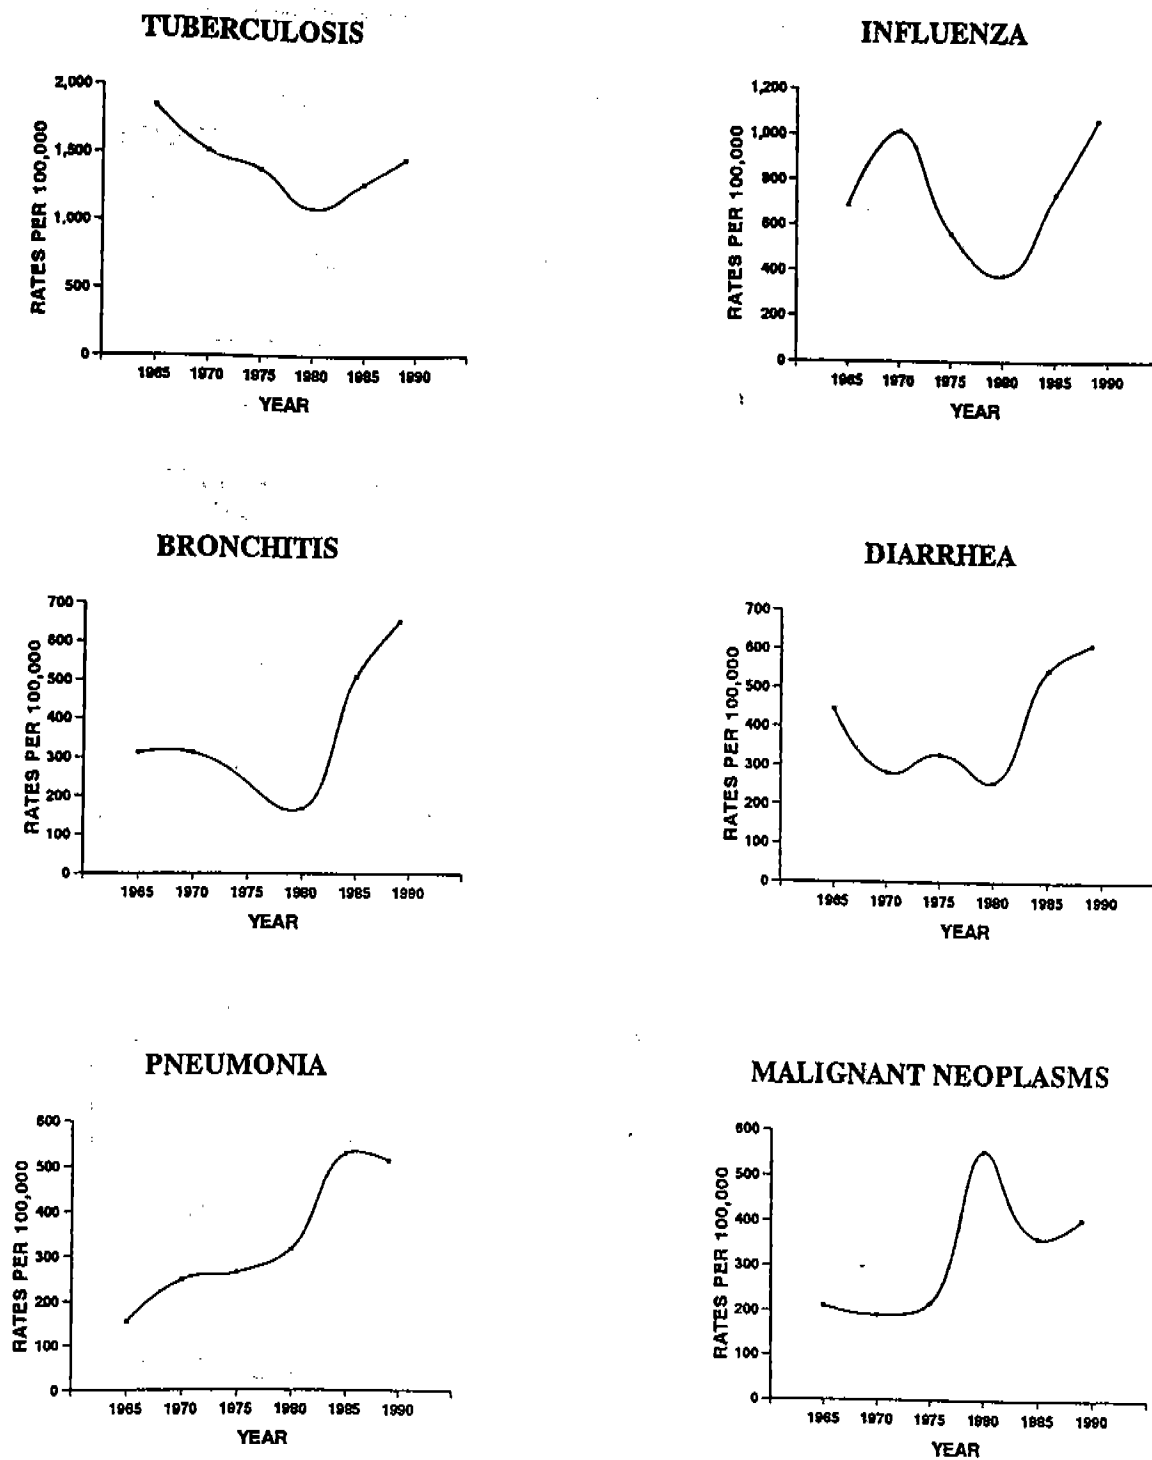 TUBERCULOSIS
2,000
1,500
1,000
500
0
RATES PER 100,000
1965 1970 1975 1980 1985 1990
YEAR
INFLUENZA
1,200
1,000
800
600
400
200
0
RATES PER 100,000
1965 1970 1975 1980 1985 1990
YEAR
BRONCHITIS
700
600
500
400
300
200
100
0
RATES PER 100,000
1965 1970 1975 1980 1985 1990
YEAR
DIARRHEA
700
600
500
400
300
200
100
0
RATES PER 100,000
1965 1970 1975 1980 1985 1990
YEAR
PNEUMONIA
600
500
400
300
200
100
0
RATES PER 100,000
1965 1970 1975 1980 1985 1990
YEAR
MALIGNANT NEOPLASMS
600
500
400
300
200
100
0
RATES PER 100,000
1965 1970 1975 1980 1985 1990
YEAR